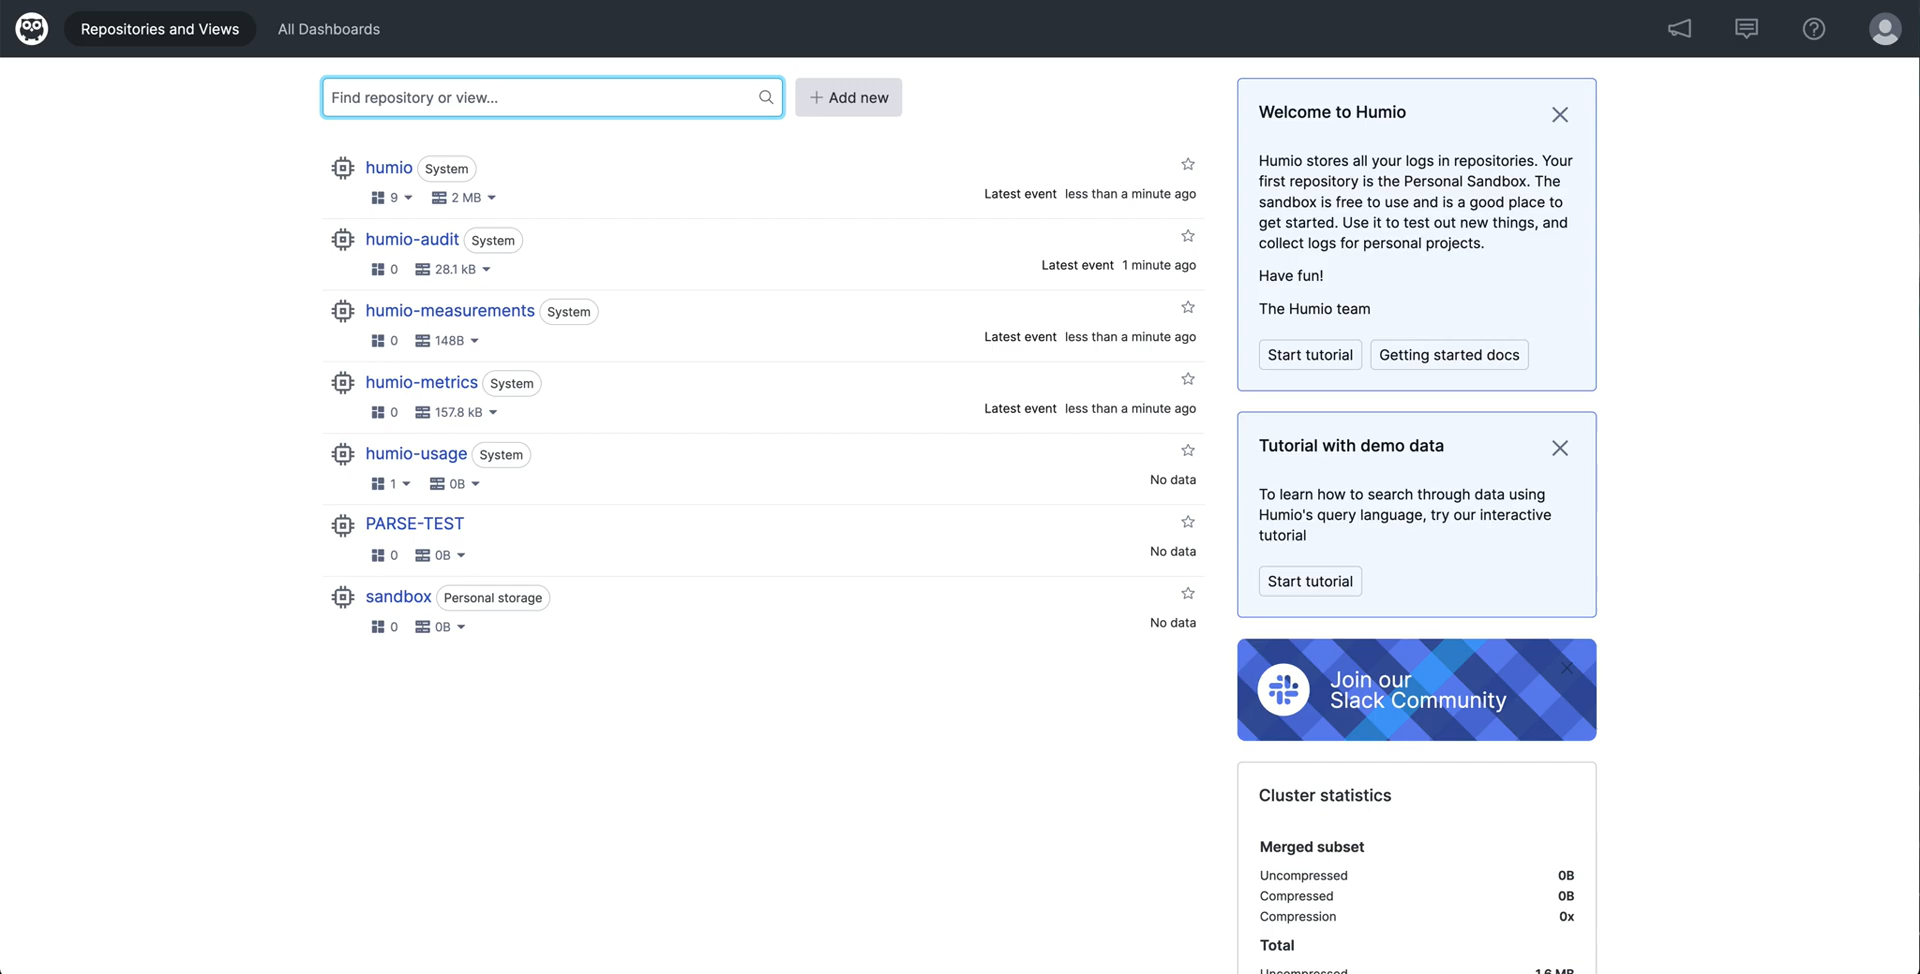 Repositories and Views
All Dashboards
Find repository or view...
+ Add new
humio System
9 2 MB
Latest event less than a minute ago
humio-audit System
0 28.1 kB
Latest event 1 minute ago
humio-measurements System
0 148B
Latest event less than a minute ago
humio-metrics System
0 157.8 kB
Latest event less than a minute ago
humio-usage System
1 0B
No data
PARSE-TEST
0 0B
No data
sandbox Personal storage
0 0B
No data
Welcome to Humio
Humio stores all your logs in repositories. Your
first repository is the Personal Sandbox. The
sandbox is free to use and is a good place to
get started. Use it to test out new things, and
collect logs for personal projects.
Have fun!
The Humio team
Start tutorial Getting started docs
Tutorial with demo data
To learn how to search through data using
Humio's query language, try our interactive
tutorial
Start tutorial
Join our
Slack Community
Cluster statistics
Merged subset
Uncompressed 0B
Compressed 0B
Compression 0x
Total
Uncompressed 1.6 MB